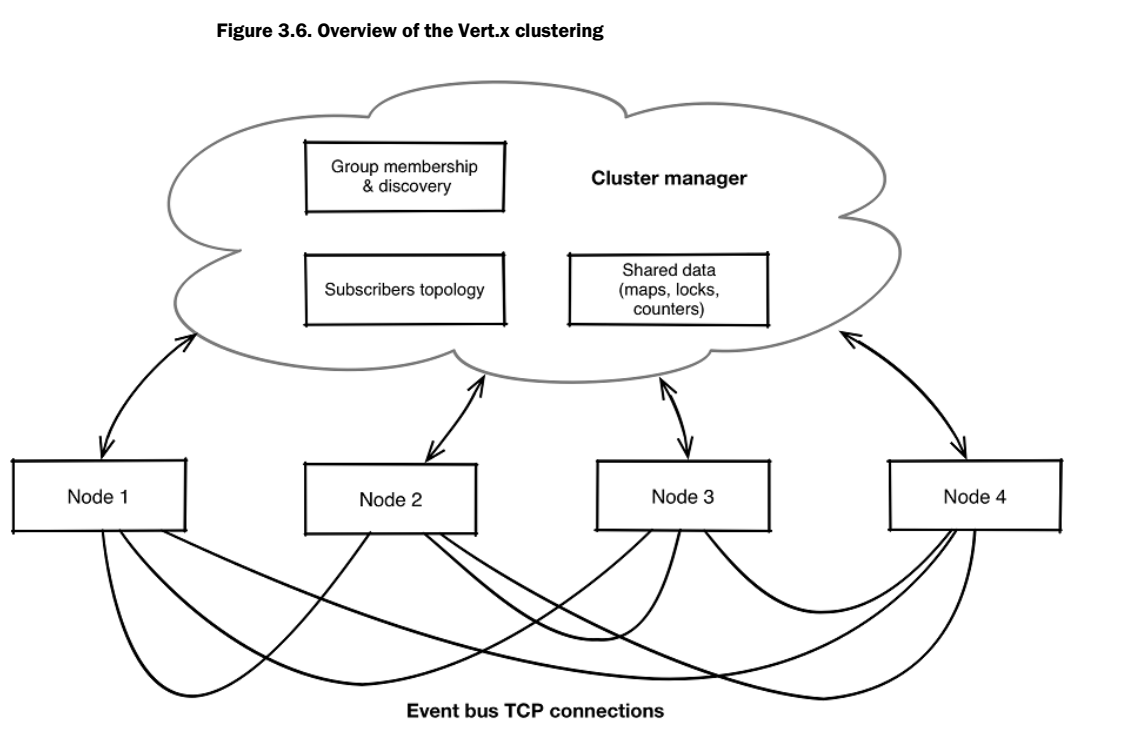 Figure 3.6. Overview of the Vert.x clustering
Group membership
& discovery
Cluster manager
Subscribers topology
Shared data
(maps, locks,
counters)
Node 1
Node 2
Node 3
Node 4
Event bus TCP connections